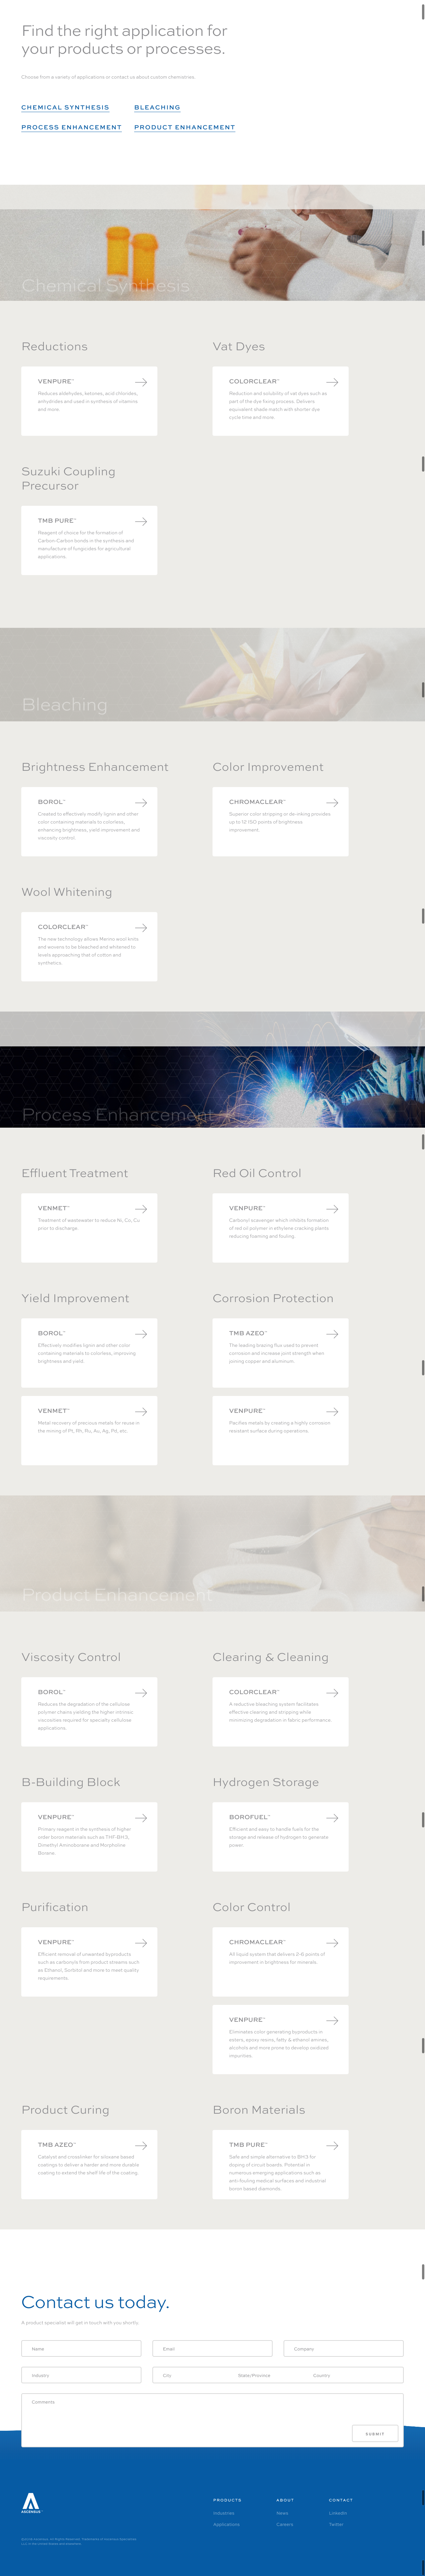 Find the right application for
your products or processes.
Choose from a variety of applications or contact us about custom chemistries.
CHEMICAL SYNTHESIS
BLEACHING
PROCESS ENHANCEMENT
PRODUCT ENHANCEMENT
Chemical Synthesis
Reductions
VENPURE™
Reduces aldehydes, ketones, acid chlorides,
anhydrides and used in synthesis of vitamins
and more.
Vat Dyes
COLORCLEAR™
Reduction and solubility of vat dyes such as
part of the dye fixing process. Delivers
equivalent shade match with shorter dye
cycle time and more.
Suzuki Coupling
Precursor
TMB PURE™
Reagent of choice for the formation of
Carbon-Carbon bonds in the synthesis and
manufacture of fungicides for agricultural
applications.
Bleaching
Brightness Enhancement
BOROL™
Created to effectively modify lignin and other
color containing materials to colorless,
enhancing brightness, yield improvement and
viscosity control.
Color Improvement
CHROMACLEAR™
Superior color-stripping or de-inking provides
up to 12 ISO points of brightness
improvement.
Wool Whitening
COLORCLEAR™
The new technology allows Merino wool knits
and wovens to be bleached and whitened to
levels approaching that of cotton and
synthetics.
Process Enhancement
Effluent Treatment
VENMET™
Treatment of wastewater to reduce Ni, Co, Cu
prior to discharge.
Red Oil Control
VENPURE™
Carbonyl scavenger which inhibits formation
of red oil polymer in ethylene cracking plants
reducing foaming and fouling.
Yield Improvement
BOROL™
Effectively modifies lignin and other color
containing materials to colorless, improving
brightness and yield.
VENMET™
Metal recovery of precious metals for reuse in
the mining of Pt, Rh, Ru, Au, Ag, Pd, etc.
Corrosion Protection
TMB AZEO™
The leading brazing flux used to prevent
corrosion and increase joint strength when
joining copper and aluminum.
VENPURE™
Pacifies metals by creating a highly corrosion
resistant surface during operations.
Product Enhancement
Viscosity Control
BOROL™
Reduces the degradation of the cellulose
polymer chains yielding the higher intrinsic
viscosities required for specialty cellulose
applications.
Clearing & Cleaning
COLORCLEAR™
A reductive bleaching system facilitates
effective clearing and stripping while
minimizing degradation in fabric performance.
B-Building Block
VENPURE™
Primary reagent in the synthesis of higher
order boron materials such as THF-BH3,
Dimethyl Aminoborane and Morpholine
Borane.
Hydrogen Storage
BOROFUEL™
Efficient and easy to handle fuels for the
storage and release of hydrogen to generate
power.
Purification
VENPURE™
Efficient removal of unwanted byproducts
such as carbonyls from product streams such
as Ethanol, Sorbitol and more to meet quality
requirements.
Color Control
CHROMACLEAR™
All liquid system that delivers 2-6 points of
improvement in brightness for minerals.
VENPURE™
Eliminates color generating byproducts in
esters, epoxy resins, fatty & ethanol amines,
alcohols and more prone to develop oxidized
impurities.
Product Curing
TMB AZEO™
Catalyst and crosslinker for siloxane based
coatings to deliver a harder and more durable
coating to extend the shelf life of the coating.
Boron Materials
TMB PURE™
Safe and simple alternative to BH3 for
doping of circuit boards. Potential in
numerous emerging applications such as
anti-fouling medical surfaces and industrial
boron based diamonds.
Contact us today.
A product specialist will get in touch with you shortly.
Name
Email
Company
Industry
City
State/Province
Country
Comments
SUBMIT
ASCENSUS
PRODUCTS
ABOUT
CONTACT
Industries
News
LinkedIn
Applications
Careers
Twitter